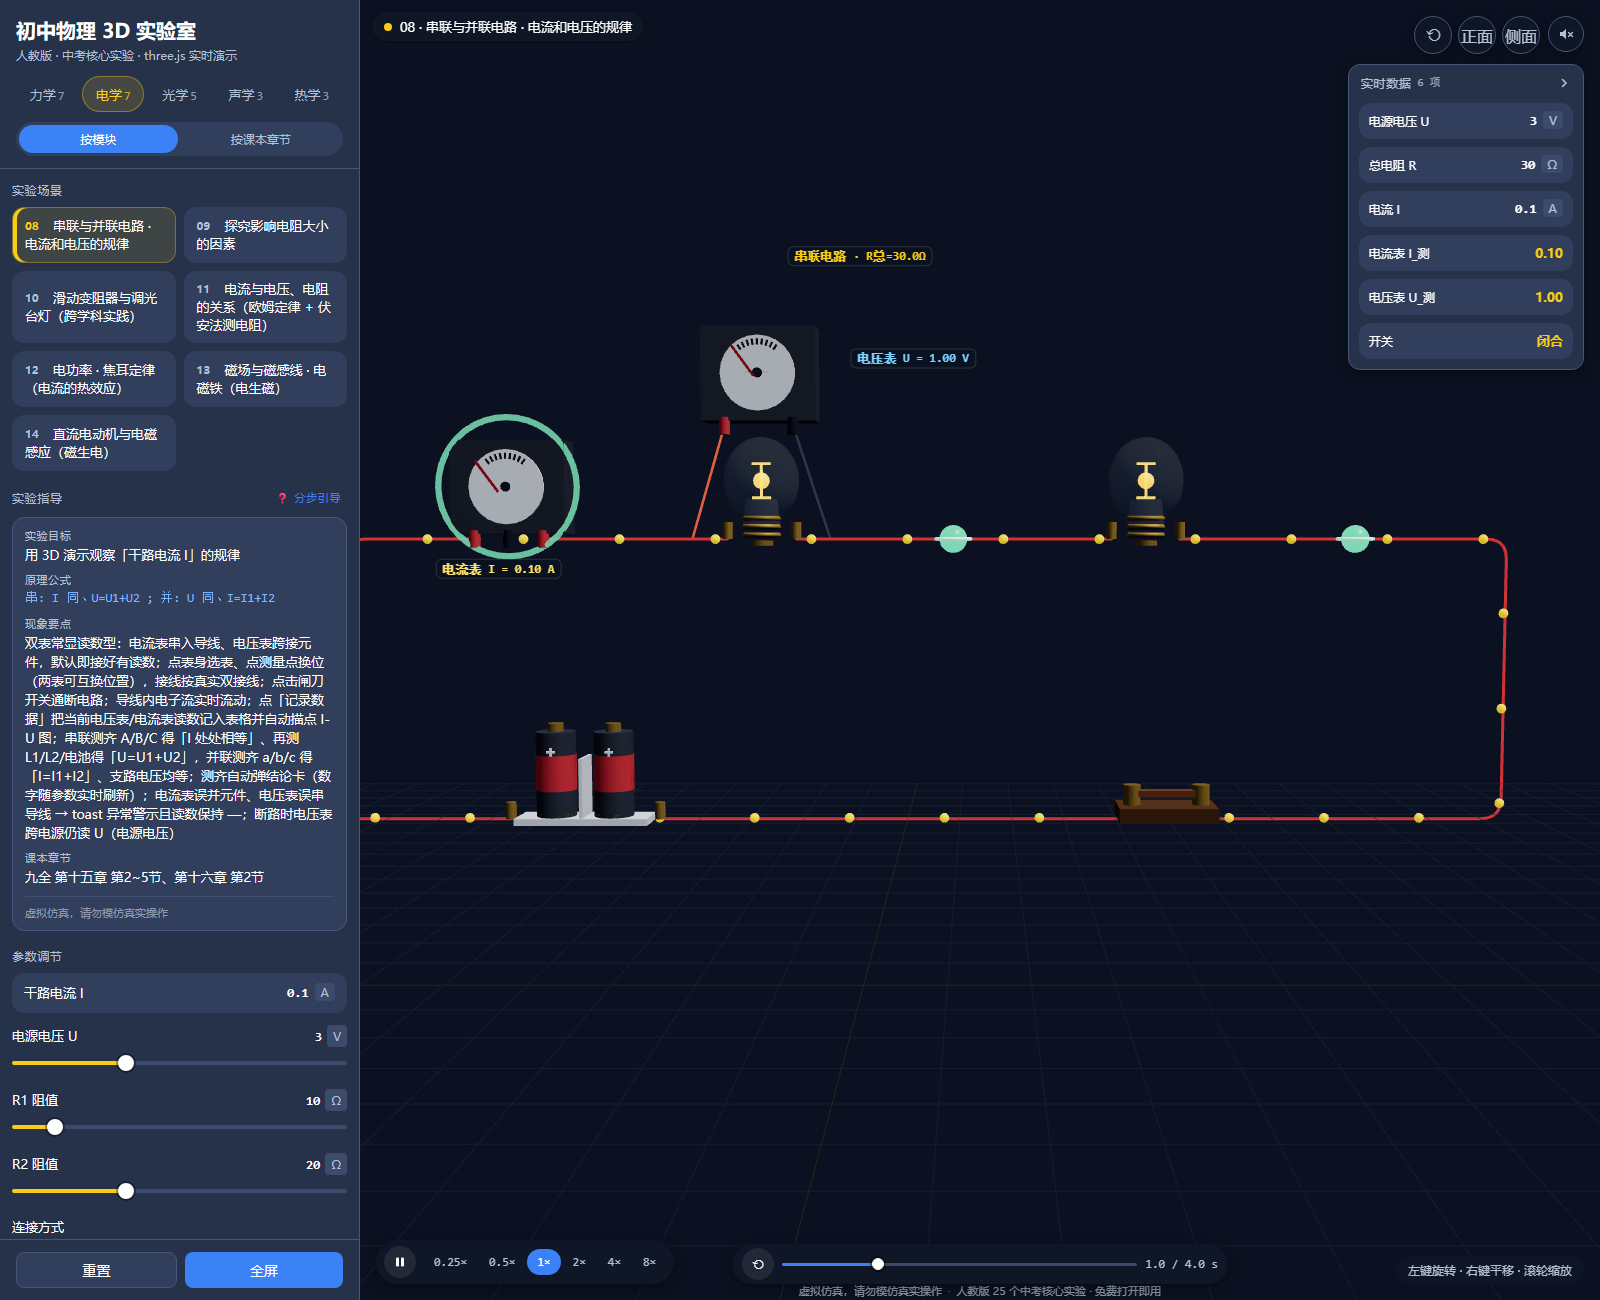 初中物理 3D 实验室
人教版 · 中考核心实验 · three.js 实时演示
力学 7 电学 7 光学 5 声学 3 热学 3
按模块 按课本章节
实验场景
08 串联与并联电路 ·
电流和电压的规律
09 探究影响电阻大小
的因素
10 滑动变阻器与调光
台灯（跨学科实践）
11 电流与电压、电阻
的关系（欧姆定律 + 伏
安法测电阻）
12 电功率 · 焦耳定律
（电流的热效应）
13 磁场与磁感线 · 电
磁铁（电生磁）
14 直流电动机与电磁
感应（磁生电）
实验指导 ❓ 分步引导
实验目标
用 3D 演示观察「干路电流 I」的规律
原理公式
串: I 同、U=U1+U2 ; 并: U 同、I=I1+I2
现象要点
双表常显读数型：电流表串入导线、电压表跨接元
件，默认即接好有读数；点表身选表、点测量点换位
（两表可互换位置），接线按真实双接线；点击闸刀
开关通断电路；导线内电子流实时流动；点「记录数
据」把当前电压表/电流表读数记入表格并自动描点 I-
U 图；串联测齐 A/B/C 得「I 处处相等」、再测
L1/L2/电池得「U=U1+U2」，并联测齐 a/b/c 得
「I=I1+I2」、支路电压均等；测齐自动弹结论卡（数
字随参数实时刷新）；电流表误并元件、电压表误串
导线 → toast 异常警示且读数保持 —；断路时电压表
跨电源仍读 U（电源电压）
课本章节
九全 第十五章 第2~5节、第十六章 第2节
虚拟仿真，请勿模仿真实操作
参数调节
干路电流 I 0.1 A
电源电压 U 3 V
R1 阻值 10 Ω
R2 阻值 20 Ω
连接方式
重置 全屏
08 · 串联与并联电路 · 电流和电压的规律
正面 侧面
实时数据 6 项
电源电压 U 3 V
总电阻 R 30 Ω
电流 I 0.1 A
电流表 I_测 0.10
电压表 U_测 1.00
开关 闭合
串联电路 · R总=30.0Ω
电压表 U = 1.00 V
电流表 I = 0.10 A
0.25× 0.5× 1× 2× 4× 8×
1.0 / 4.0 s
虚拟仿真，请勿模仿真实操作 · 人教版 25 个中考核心实验 · 免费打开即用
左键旋转 · 右键平移 · 滚轮缩放